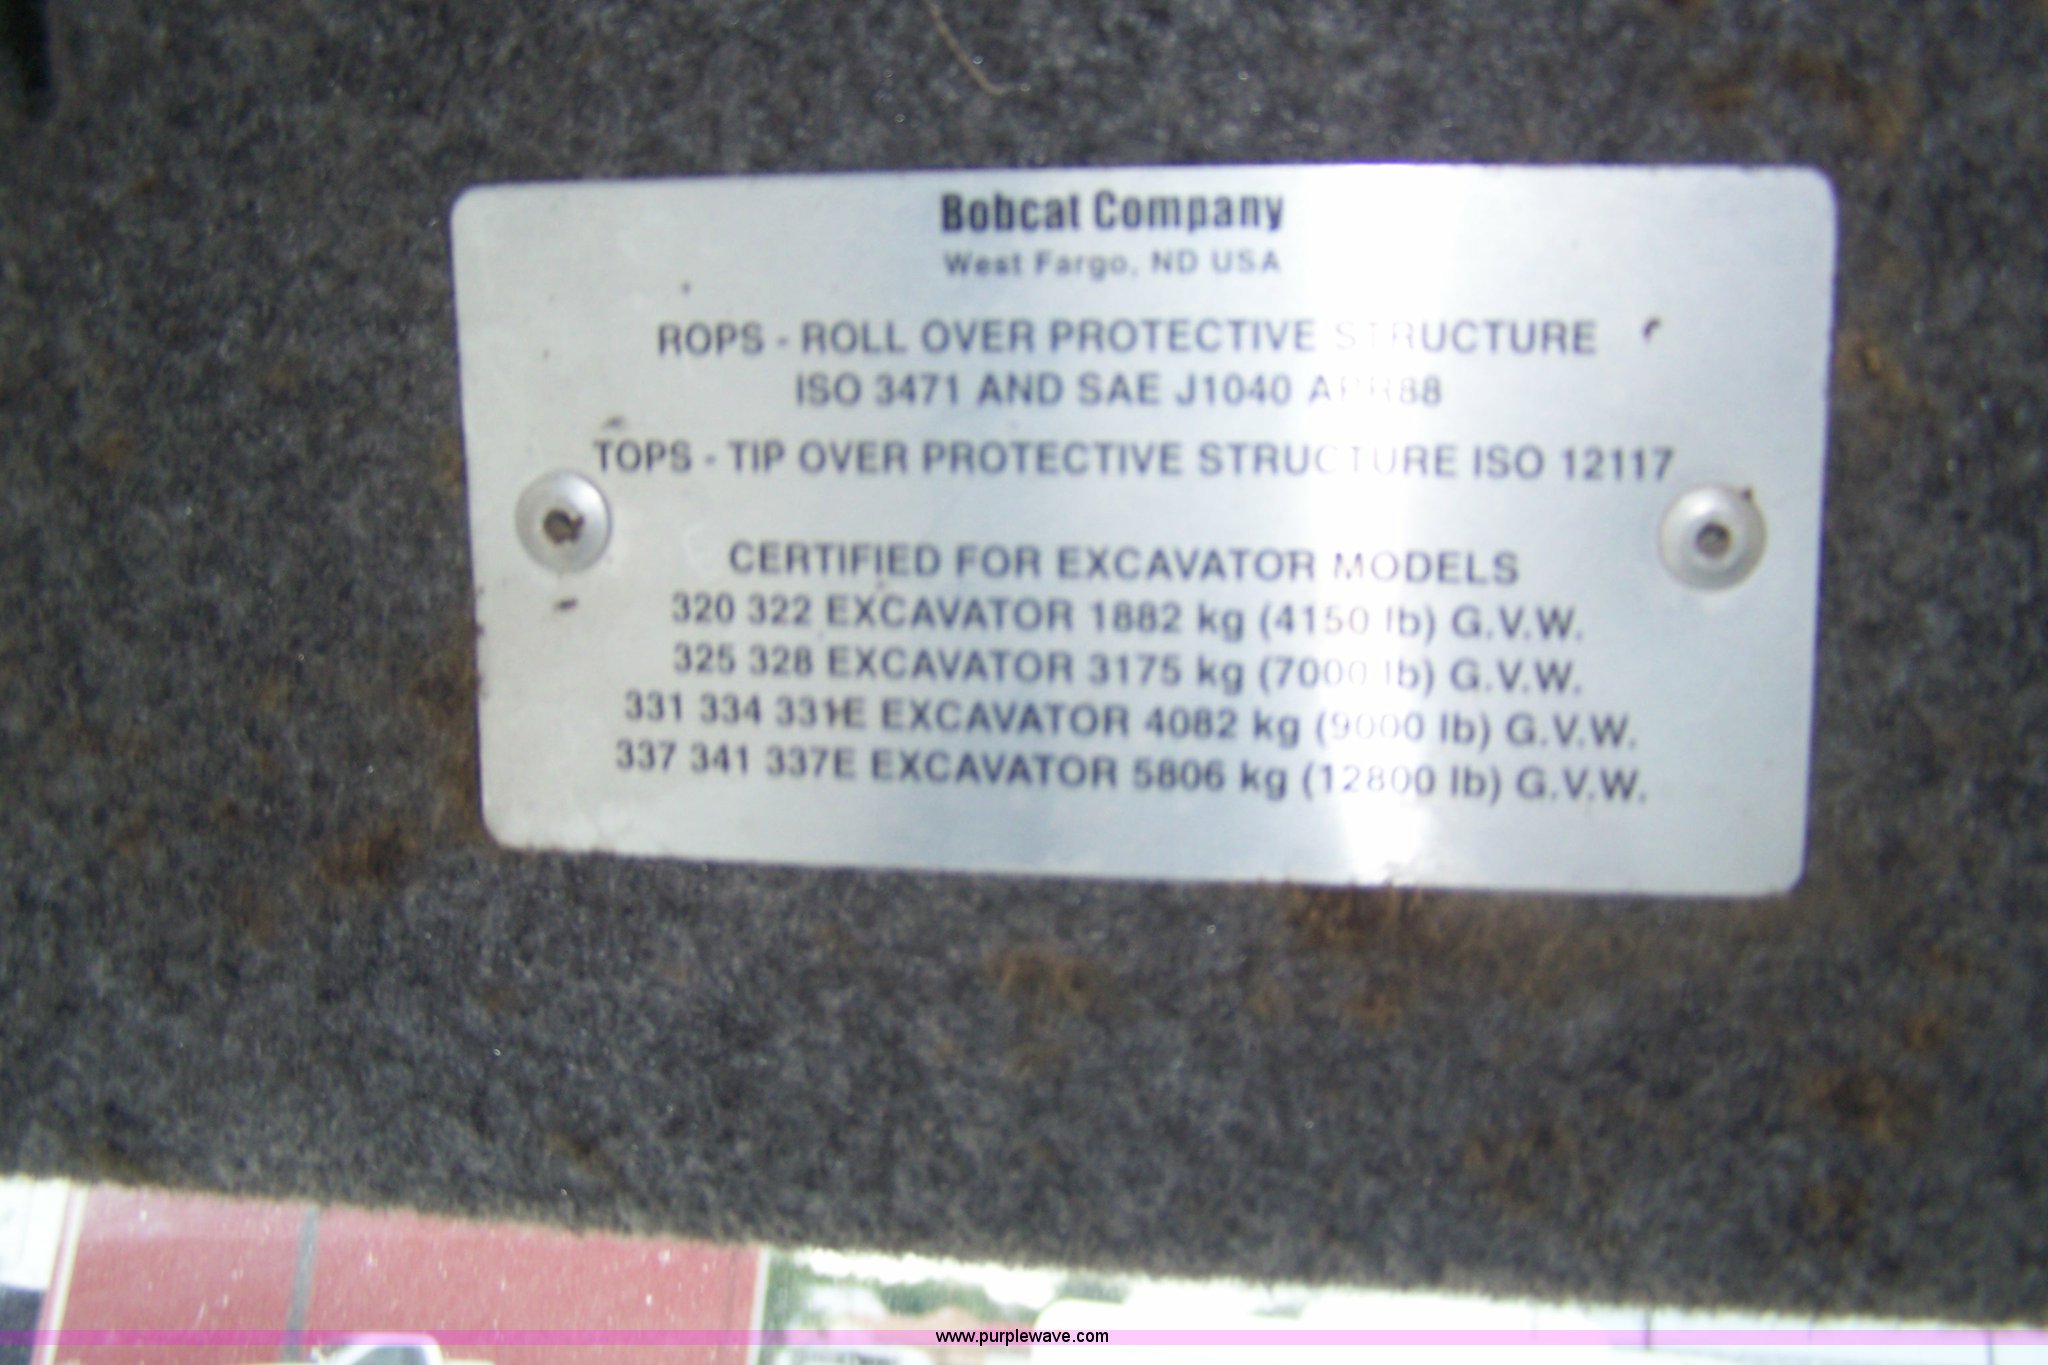 Bobcat Company
West Fargo, ND USA
ROPS - ROLL OVER PROTECTIVE STRUCTURE
ISO 3471 AND SAE J1040 APR88
TOPS - TIP OVER PROTECTIVE STRUCTURE ISO 12117
CERTIFIED FOR EXCAVATOR MODELS
320 322 EXCAVATOR 1882 kg (4150 lb) G.V.W.
325 328 EXCAVATOR 3175 kg (7000 lb) G.V.W.
331 334 331E EXCAVATOR 4082 kg (9000 lb) G.V.W.
337 341 337E EXCAVATOR 5806 kg (12800 lb) G.V.W.
www.purplewave.com